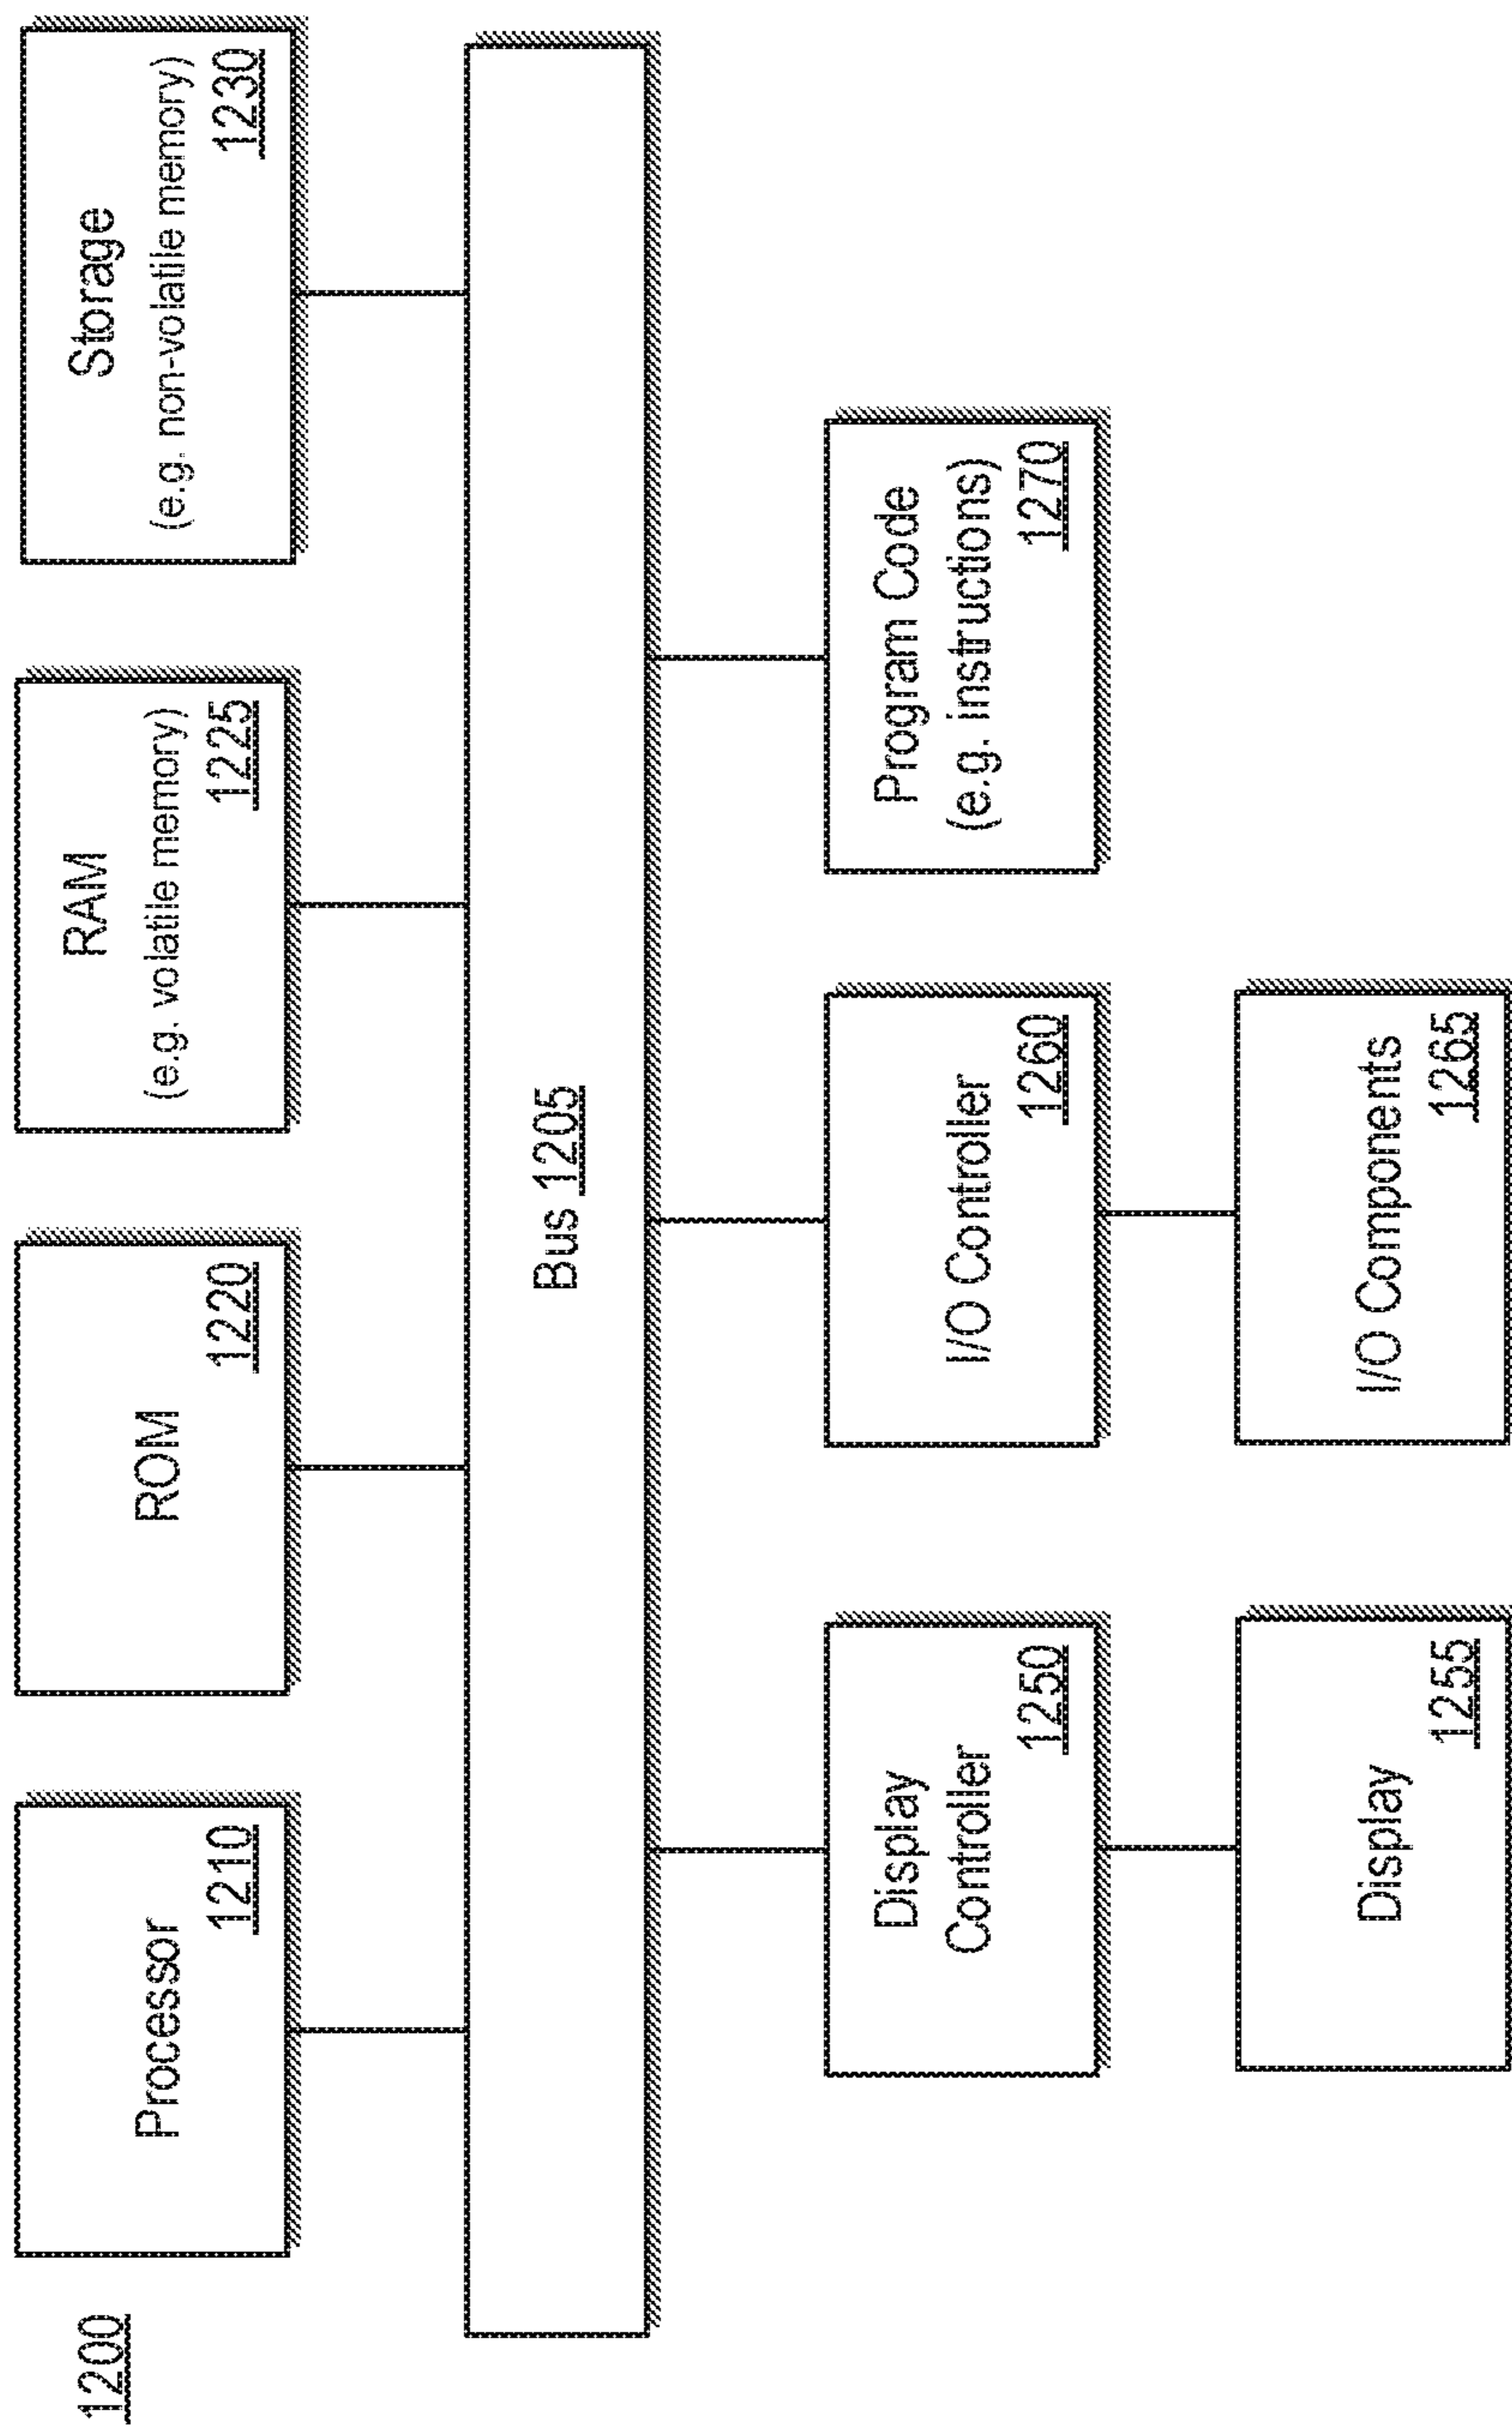 1200
Processor
1210
ROM
1220
RAM
(e.g. volatile memory)
1225
Storage
(e.g. non-volatile memory)
1230
Bus 1205
Display
Controller
1250
I/O Controller
1260
Program Code
(e.g. instructions)
1270
Display
1255
I/O Components
1265